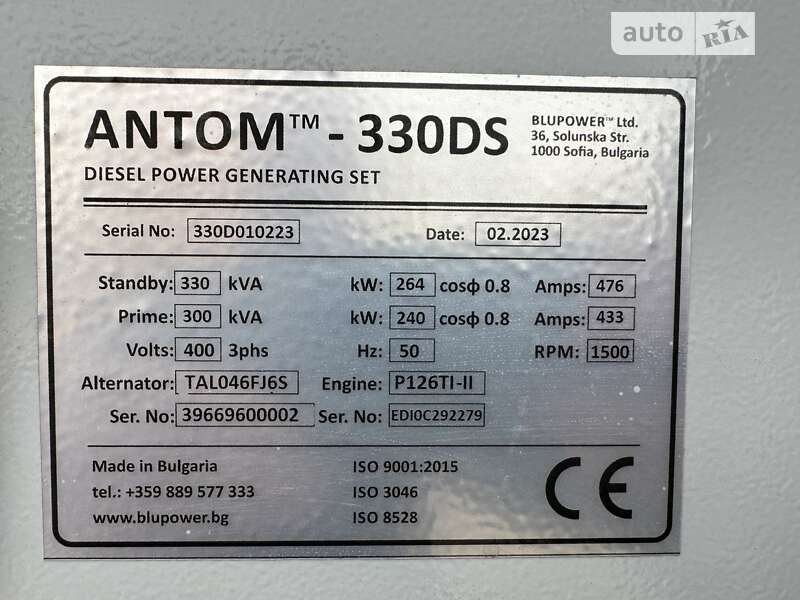 auto RIA
ANTOM™ - 330DS
BLUPOWER™ Ltd.
36, Solunska Str.
1000 Sofia, Bulgaria
DIESEL POWER GENERATING SET
Serial No: 330D010223 Date: 02.2023
Standby: 330 kVA kW: 264 cosф 0.8 Amps: 476
Prime: 300 kVA kW: 240 cosф 0.8 Amps: 433
Volts: 400 3phs Hz: 50 RPM: 1500
Alternator: TAL046FJ6S Engine: P126TI-II
Ser. No: 39669600002 Ser. No: EDI0C292279
Made in Bulgaria ISO 9001:2015
tel.: +359 889 577 333 ISO 3046
www.blupower.bg ISO 8528
CE